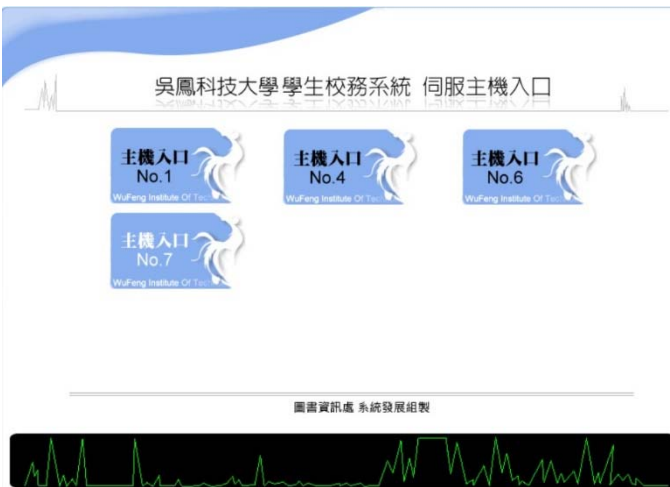 吳鳳科技大學學生校務系統 伺服主機入口
主機入口
No.1
WuFeng Institute Of Tec
主機入口
No.4
WuFeng Institute Of Tec
主機入口
No.6
WuFeng Institute Of Tec
主機入口
No.7
WuFeng Institute Of Tec
圖書資訊處 系統發展組製